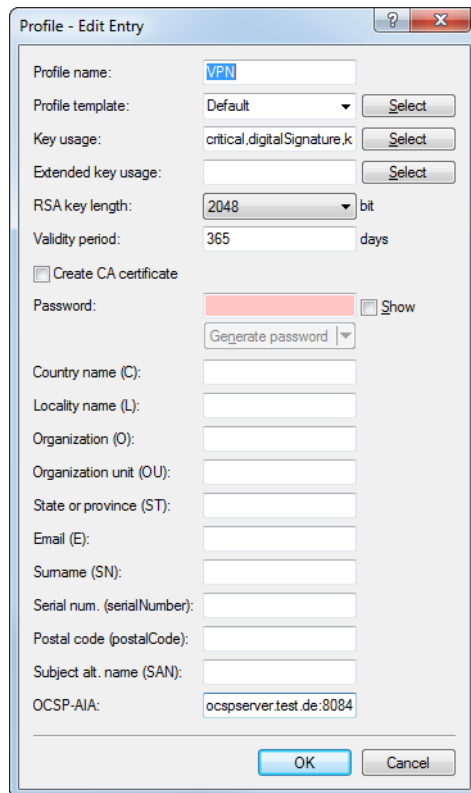 Profile - Edit Entry
Profile name: VPN
Profile template: Default Select
Key usage: critical,digitalSignature,k Select
Extended key usage: Select
RSA key length: 2048 bit
Validity period: 365 days
Create CA certificate
Password: Show
Generate password
Country name (C):
Locality name (L):
Organization (O):
Organization unit (OU):
State or province (ST):
Email (E):
Surname (SN):
Serial num. (serialNumber):
Postal code (postalCode):
Subject alt. name (SAN):
OCSP-AIA: ocspserver.test.de:8084
OK Cancel